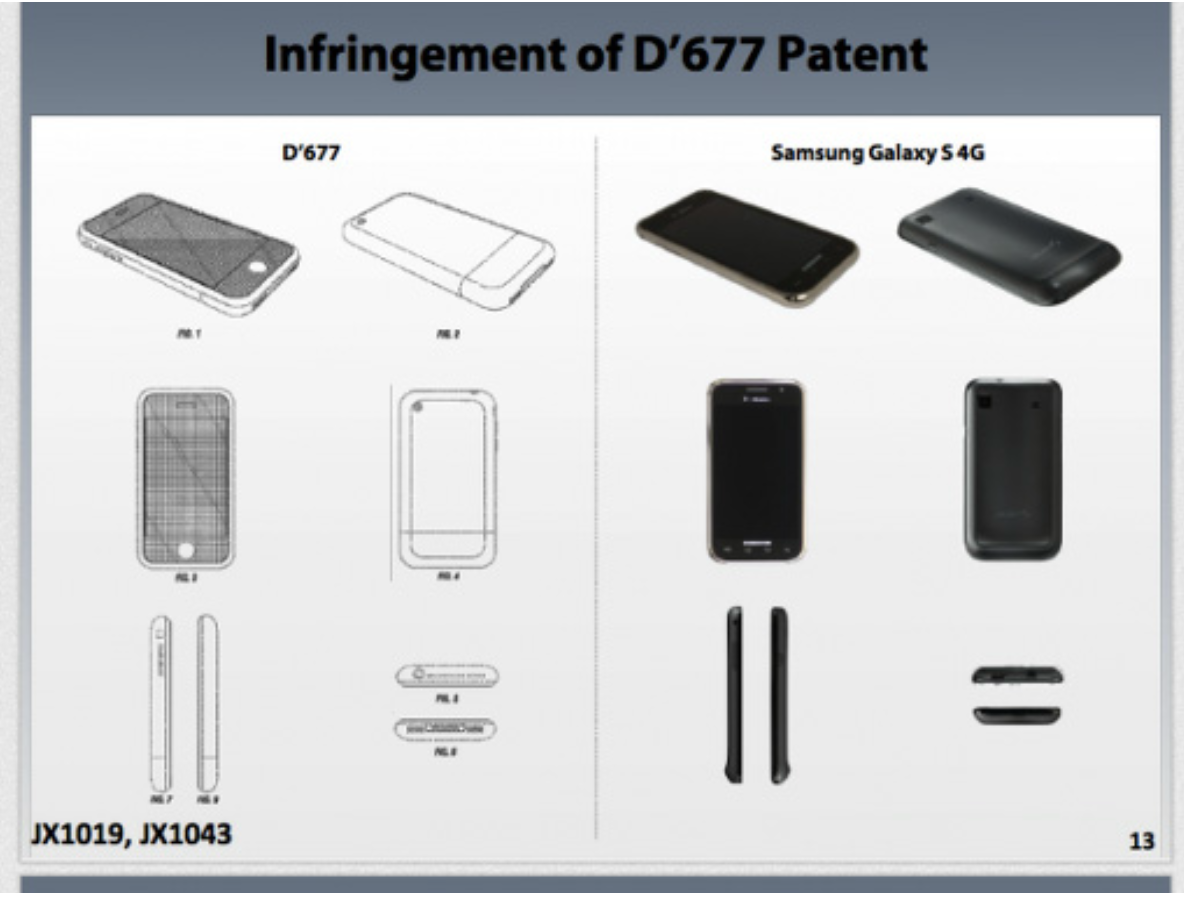 Infringement of D'677 Patent
D'677
Samsung Galaxy S 4G
FIG. 1
FIG. 2
FIG. 3
FIG. 4
FIG. 5
FIG. 6
FIG. 7
FIG. 8
JX1019, JX1043
13